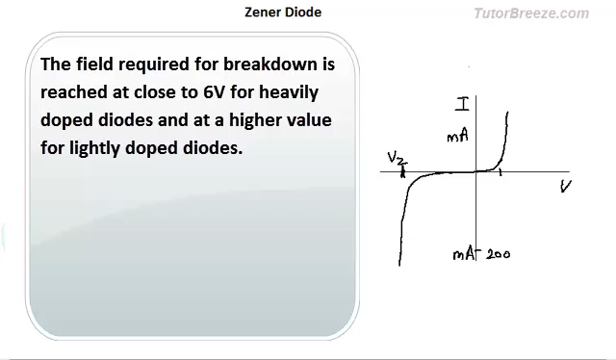 Zener Diode
TutorBreeze.com
The field required for breakdown is
reached at close to 6V for heavily
doped diodes and at a higher value
for lightly doped diodes.
I
mA
Vz
V
mA 200